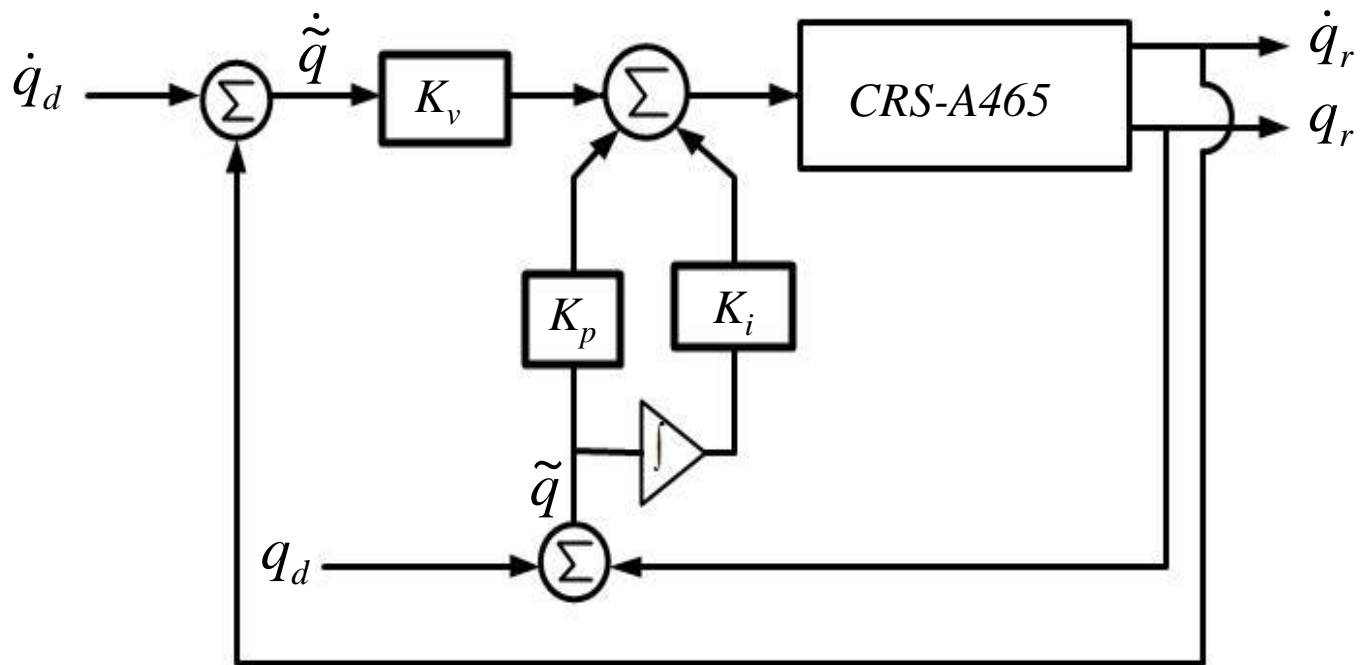 q̇_d
Σ
q̃̇
K_v
Σ
CRS-A465
q̇_r
q_r
K_p
K_i
∫
q̃
q_d
Σ